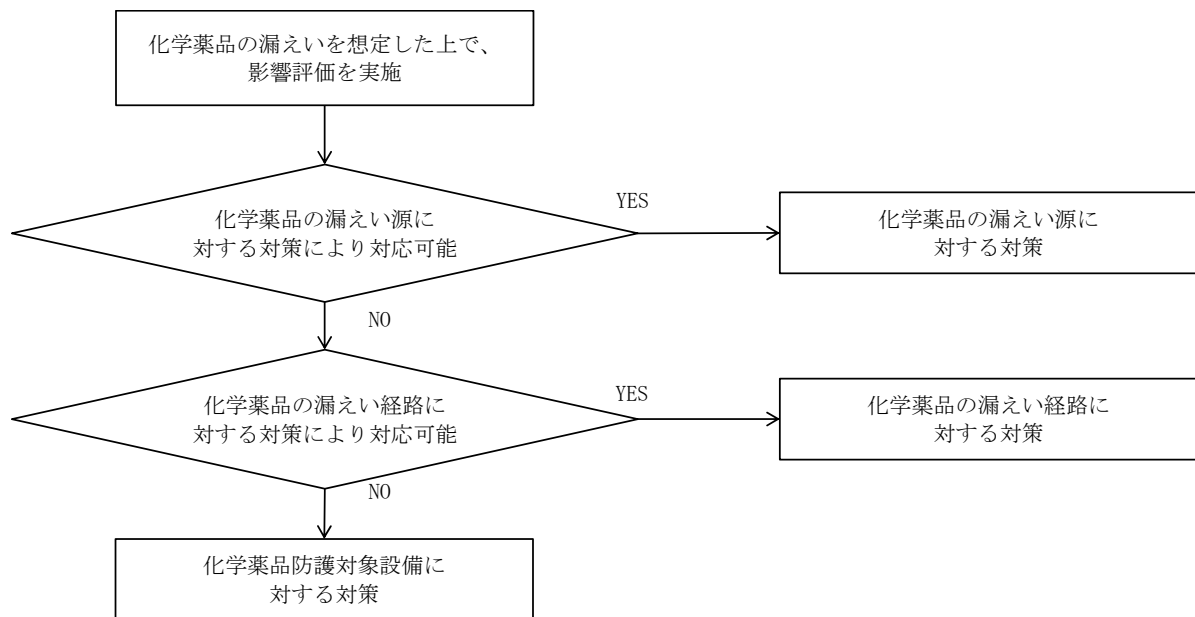 化学薬品の漏えいを想定した上で、
影響評価を実施
化学薬品の漏えい源に
対する対策により対応可能
YES
化学薬品の漏えい源に
対する対策
NO
化学薬品の漏えい経路に
対する対策により対応可能
YES
化学薬品の漏えい経路に
対する対策
NO
化学薬品防護対象設備に
対する対策